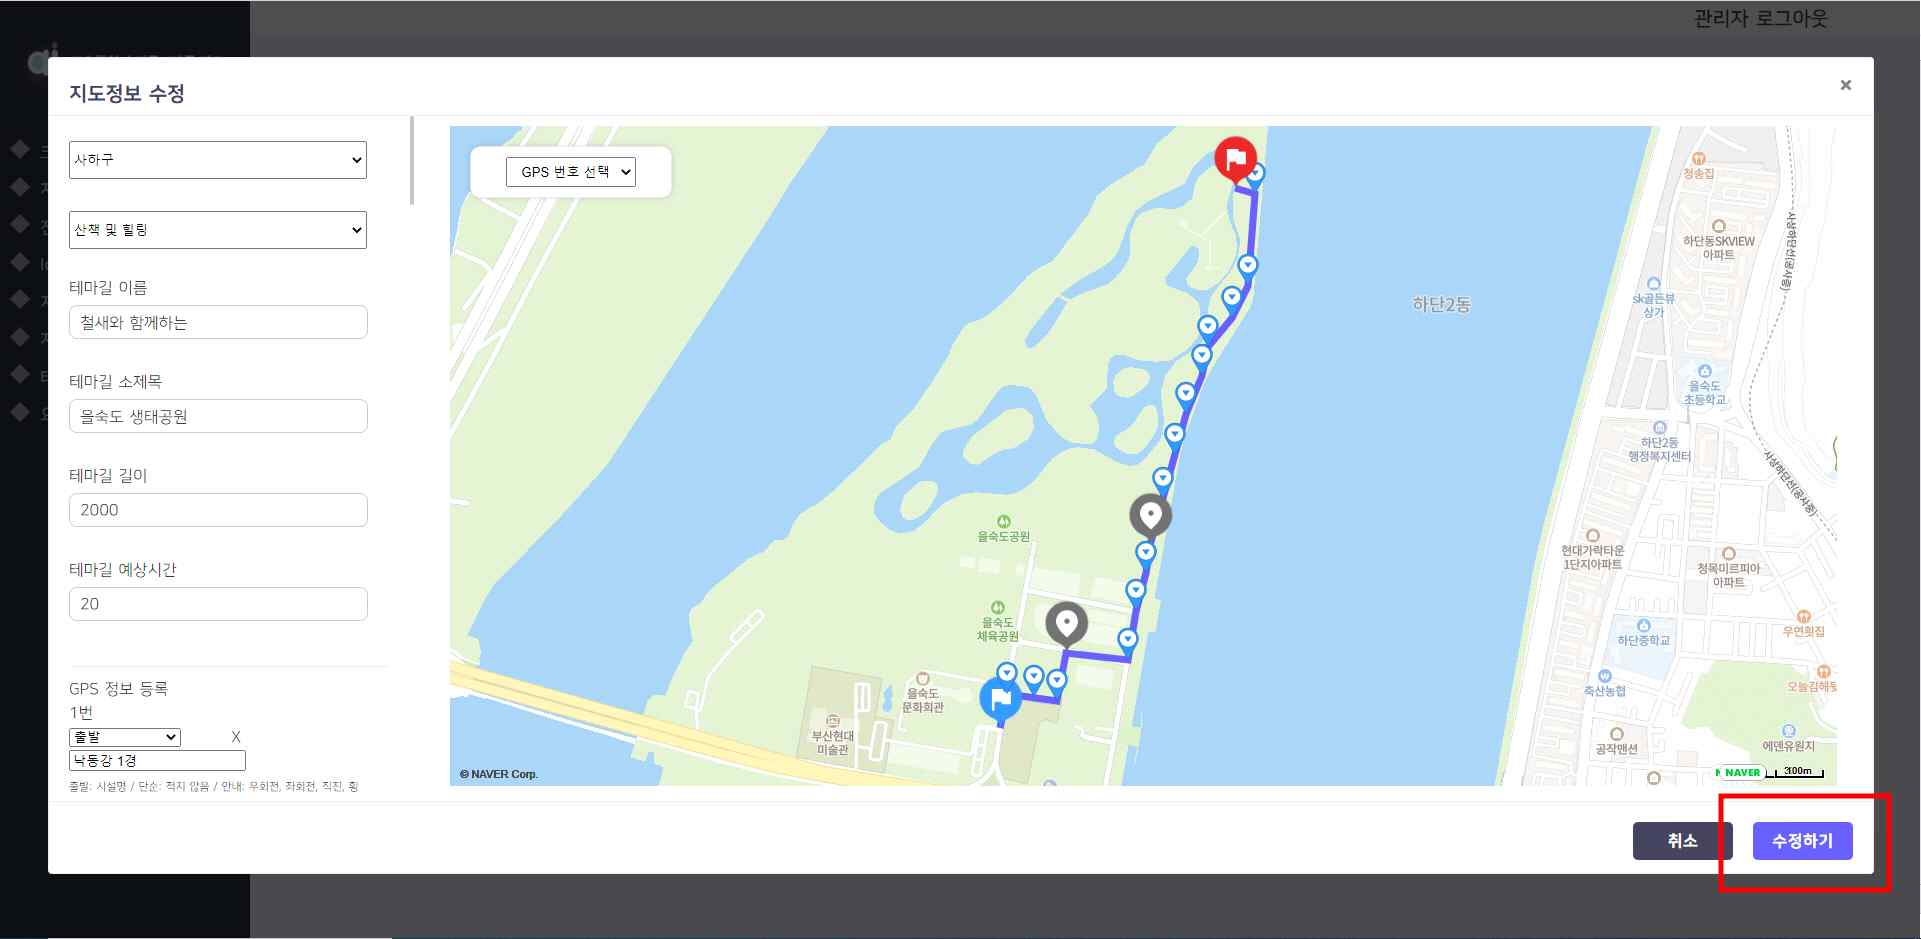 관리자 로그아웃
지도정보 수정
×
사하구
산책 및 힐링
테마길 이름
철새와 함께하는
테마길 소제목
을숙도 생태공원
테마길 길이
2000
테마길 예상시간
20
GPS 정보 등록
1번
출발
X
낙동강 1경
출발: 시설명 / 단순: 적지 않음 / 안내: 우회전, 좌회전, 직진, 횡
GPS 번호 선택
청송집
하단동SKVIEW
아파트
사상하단선(공사중)
하단2동
sk골든뷰
상가
을숙도
초등학교
하단2동
행정복지센터
사상하단선(공사중)
을숙도공원
현대가락타운
1단지아파트
청목미르피아
아파트
을숙도
체육공원
하단중학교
우연횟집
을숙도
문화회관
축산농협
오늘김해뒷
부산현대
미술관
공작맨션
에덴유원지
© NAVER Corp.
NAVER
300m
취소
수정하기